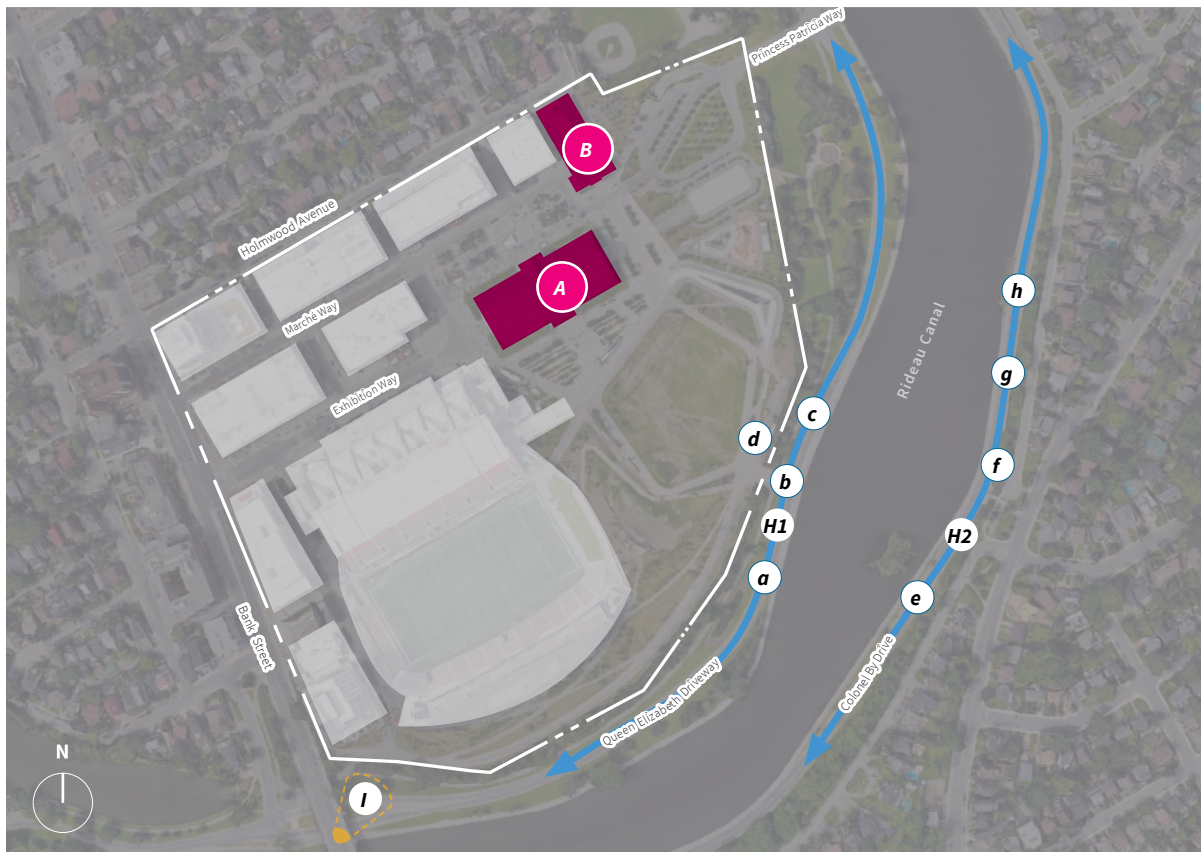 Princess Patricia Way
B
Holmwood Avenue
A
h
Marché Way
Rideau Canal
g
Exhibition Way
c
d
f
b
H1
H2
a
e
Bank Street
Colonel By Drive
Queen Elizabeth Driveway
N
I